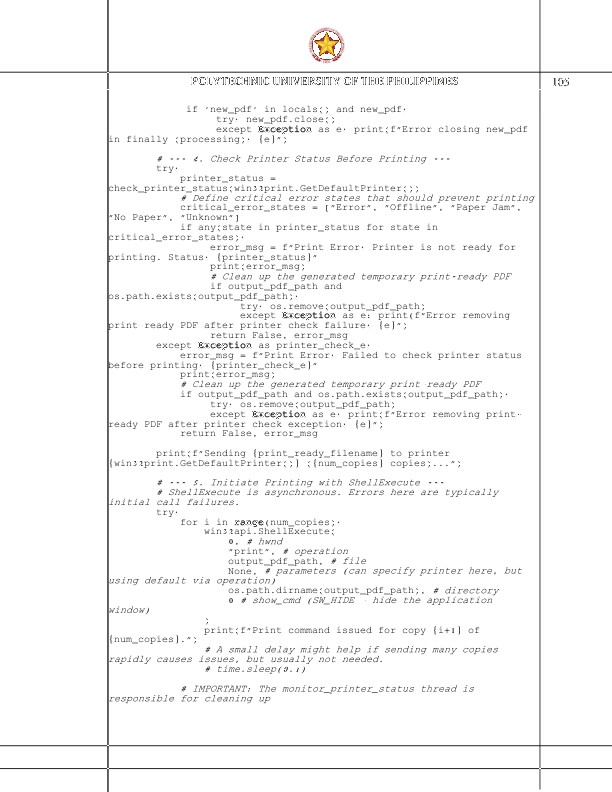 POLYTECHNIC UNIVERSITY OF THE PHILIPPINES 105
if 'new_pdf' in locals() and new_pdf:
try: new_pdf.close()
except Exception as e: print(f"Error closing new_pdf
in finally (processing): {e}")
# --- 4. Check Printer Status Before Printing ---
try:
printer_status =
check_printer_status(win32print.GetDefaultPrinter())
# Define critical error states that should prevent printing
critical_error_states = ["Error", "Offline", "Paper Jam",
"No Paper", "Unknown"]
if any(state in printer_status for state in
critical_error_states):
error_msg = f"Print Error: Printer is not ready for
printing. Status: {printer_status}"
print(error_msg)
# Clean up the generated temporary print-ready PDF
if output_pdf_path and
os.path.exists(output_pdf_path):
try: os.remove(output_pdf_path)
except Exception as e: print(f"Error removing
print ready PDF after printer check failure: {e}")
return False, error_msg
except Exception as printer_check_e:
error_msg = f"Print Error: Failed to check printer status
before printing: {printer_check_e}"
print(error_msg)
# Clean up the generated temporary print ready PDF
if output_pdf_path and os.path.exists(output_pdf_path):
try: os.remove(output_pdf_path)
except Exception as e: print(f"Error removing print-
ready PDF after printer check exception: {e}")
return False, error_msg
print(f"Sending {print_ready_filename} to printer
{win32print.GetDefaultPrinter()} ({num_copies} copies)...")
# --- 5. Initiate Printing with ShellExecute ---
# ShellExecute is asynchronous. Errors here are typically
initial call failures.
try:
for i in range(num_copies):
win32api.ShellExecute(
0, # hwnd
"print", # operation
output_pdf_path, # file
None, # parameters (can specify printer here, but
using default via operation)
os.path.dirname(output_pdf_path), # directory
0 # show_cmd (SW_HIDE - hide the application
window)
)
print(f"Print command issued for copy {i+1} of
{num_copies}.")
# A small delay might help if sending many copies
rapidly causes issues, but usually not needed.
# time.sleep(0.1)
# IMPORTANT: The monitor_printer_status thread is
responsible for cleaning up